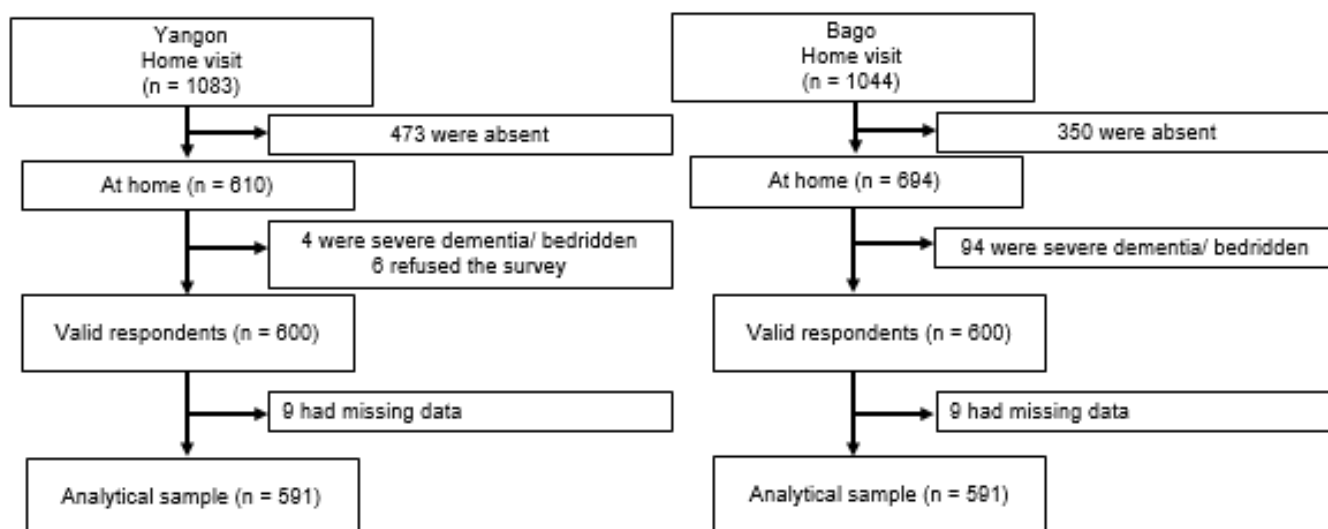 Yangon
Home visit
(n = 1083)
473 were absent
At home (n = 610)
4 were severe dementia/ bedridden
6 refused the survey
Valid respondents (n = 600)
9 had missing data
Analytical sample (n = 591)
Bago
Home visit
(n = 1044)
350 were absent
At home (n = 694)
94 were severe dementia/ bedridden
Valid respondents (n = 600)
9 had missing data
Analytical sample (n = 591)